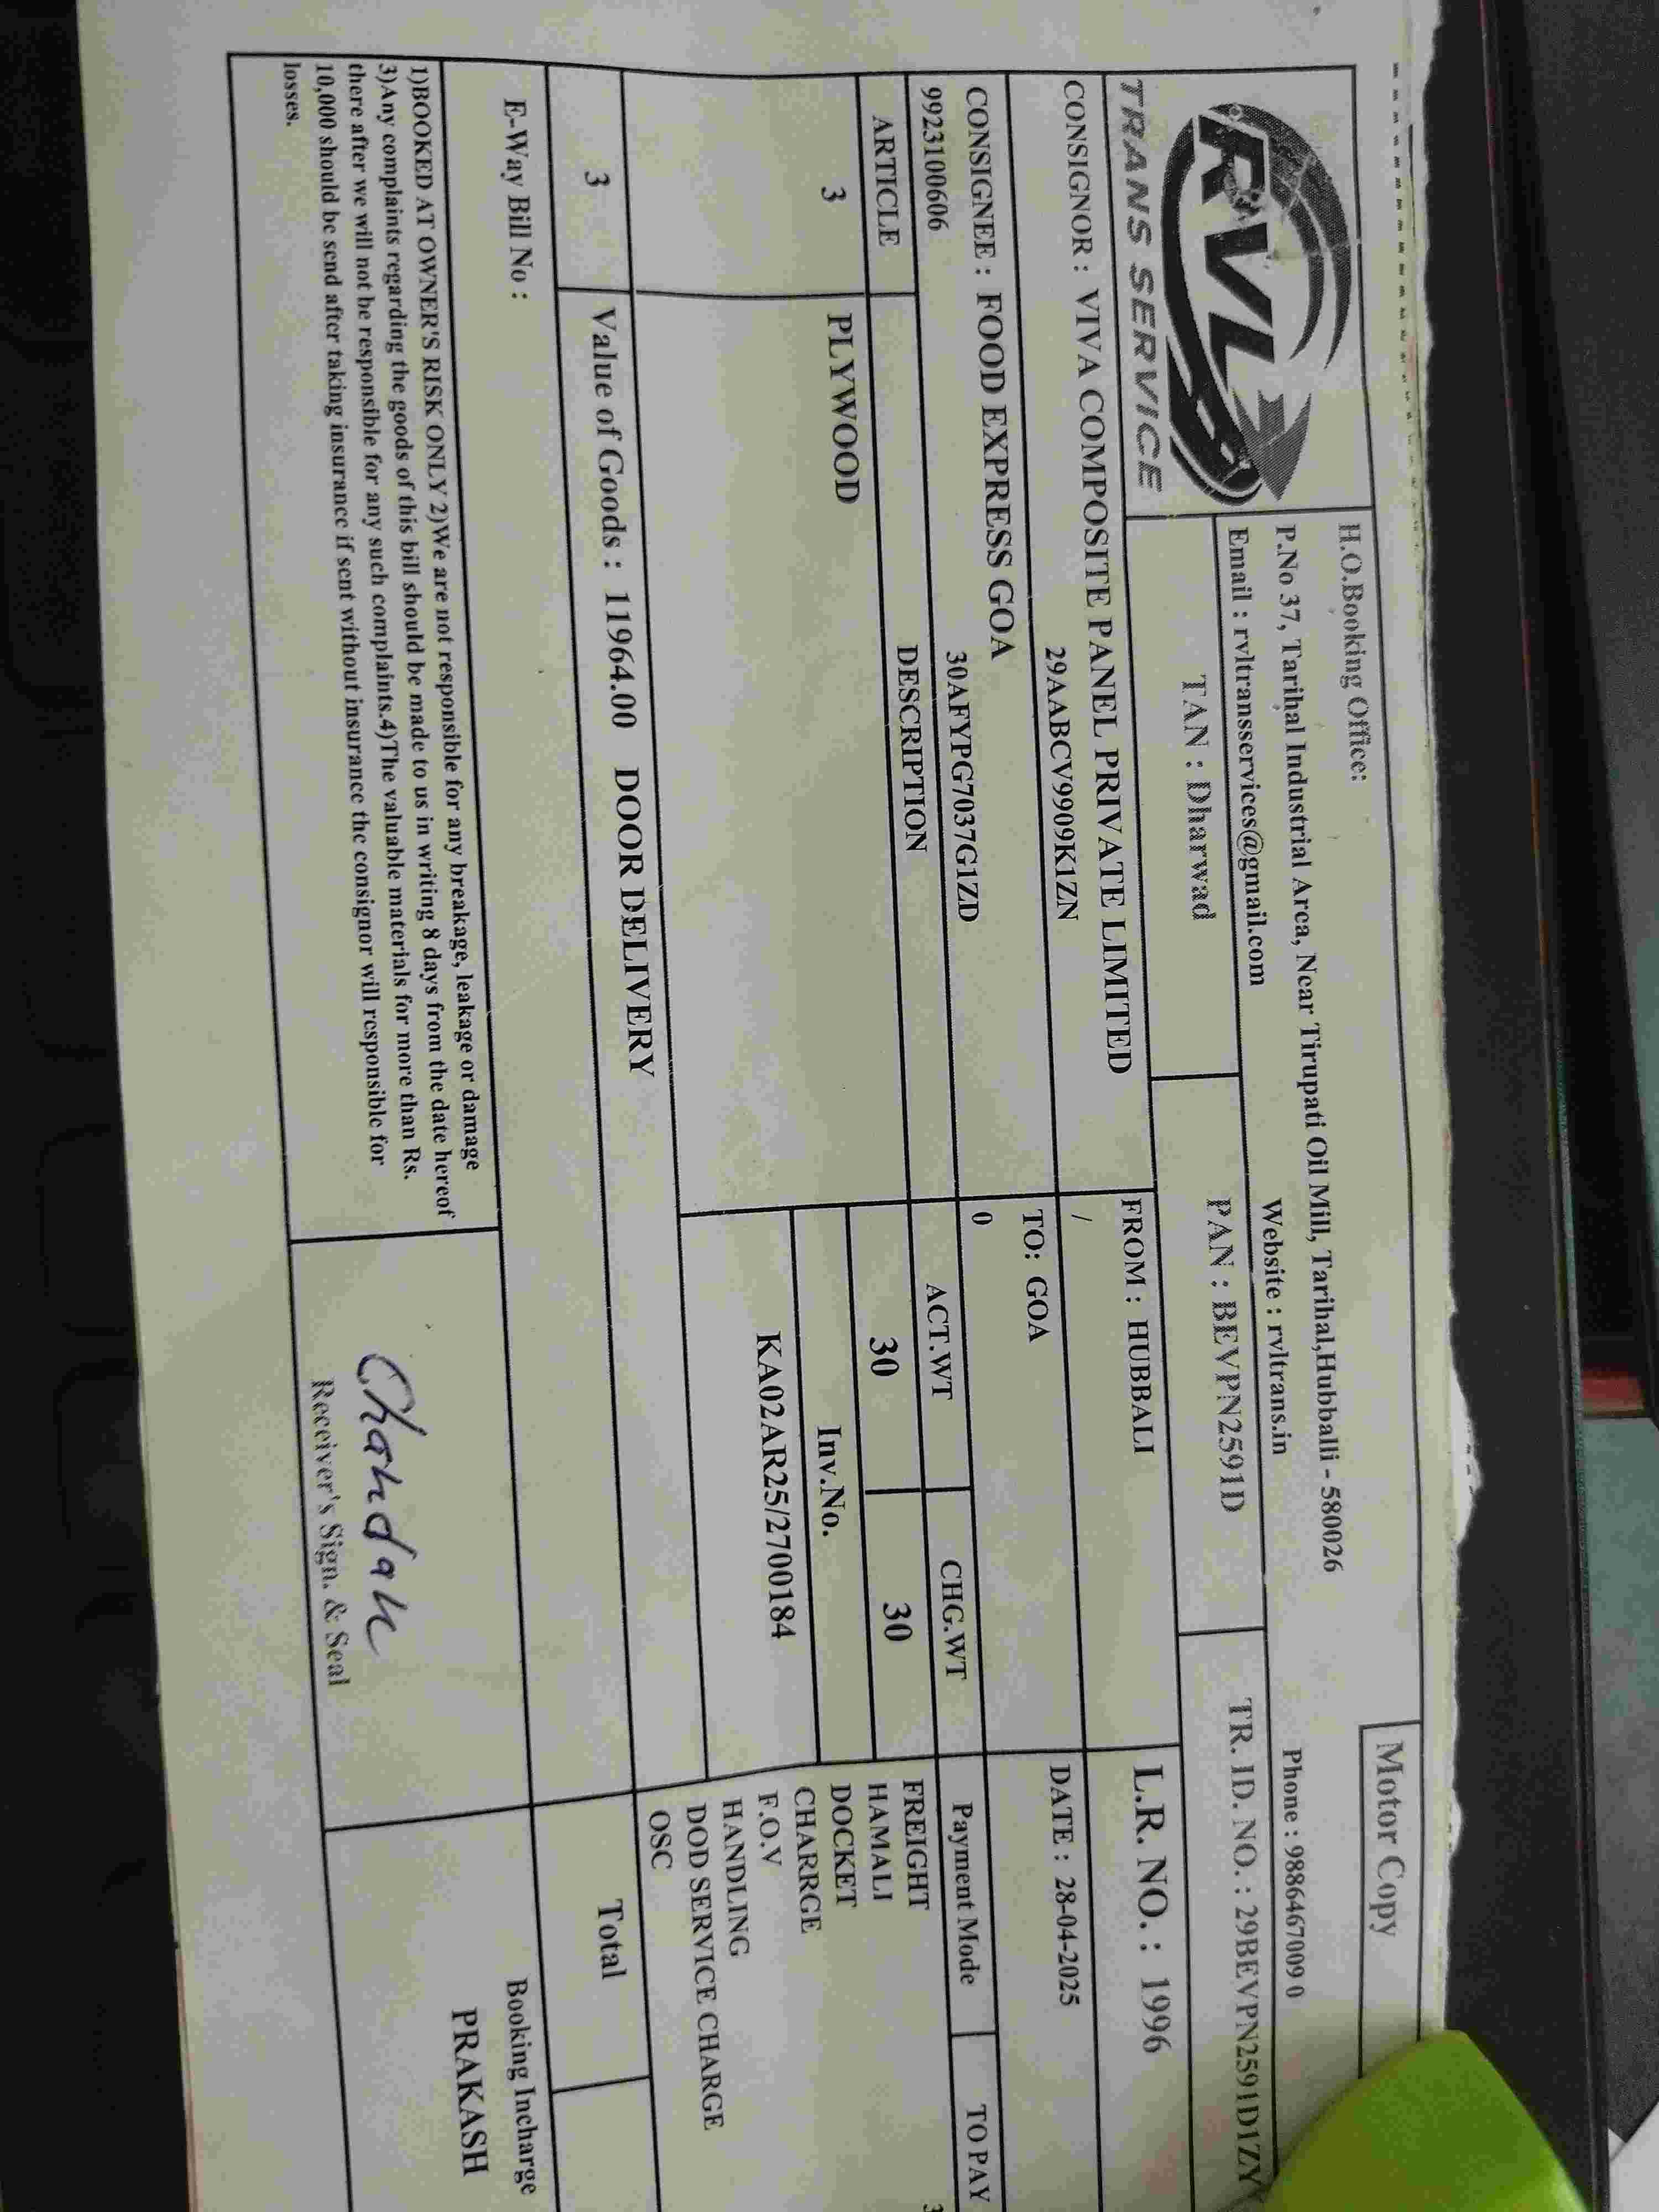 Motor Copy
RVL
TRANS SERVICE
H.O.Booking Office:
P.No 37, Tarihal Industrial Area, Near Tirupati Oil Mill, Tarihal,Hubballi - 580026
Email : rvltransservices@gmail.com Website : rvltrans.in Phone : 9886467009 0
TAN : Dharwad PAN : BEVPN2591D TR. ID. NO. : 29BEVPN2591D1ZY
CONSIGNOR : VIVA COMPOSITE PANEL PRIVATE LIMITED FROM : HUBBALI L.R. NO. : 1996
29AABCV9909K1ZN /
CONSIGNEE : FOOD EXPRESS GOA TO: GOA DATE : 28-04-2025
9923100606 30AFYPG7037G1ZD 0
ARTICLE DESCRIPTION ACT.WT CHG.WT Payment Mode TO PAY
3 PLYWOOD 30 30 FREIGHT 3
HAMALI
Inv.No. DOCKET
CHARRGE
KA02AR25/2700184 F.O.V
HANDLING
DOD SERVICE CHARGE
OSC
3 Value of Goods : 11964.00 DOOR DELIVERY Total
E-Way Bill No : Booking Incharge
PRAKASH
1)BOOKED AT OWNER'S RISK ONLY 2)We are not responsible for any breakage, leakage or damage
3)Any complaints regarding the goods of this bill should be made to us in writing 8 days from the date hereof
there after we will not be responsible for any such complaints.4)The valuable materials for more than Rs.
10,000 should be send after taking insurance if sent without insurance the consignor will responsible for
losses.
Chandan
Receiver's Sign. & Seal